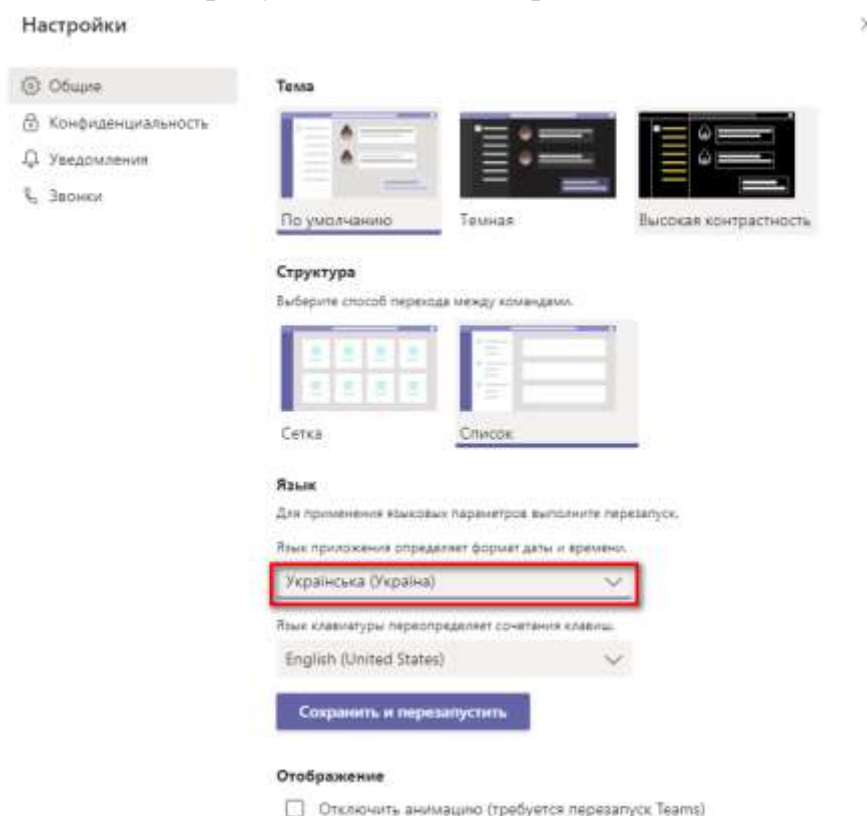 Настройки
Общие
Конфиденциальность
Уведомления
Звонки
Тема
По умолчанию
Темная
Высокая контрастность
Структура
Выберите способ перехода между командами.
Сетка
Список
Язык
Для применения языковых параметров выполните перезапуск.
Язык приложения определяет формат даты и времени.
Українська (Україна)
Язык клавиатуры переопределяет сочетания клавиш.
English (United States)
Сохранить и перезапустить
Отображение
Отключить анимацию (требуется перезапуск Teams)